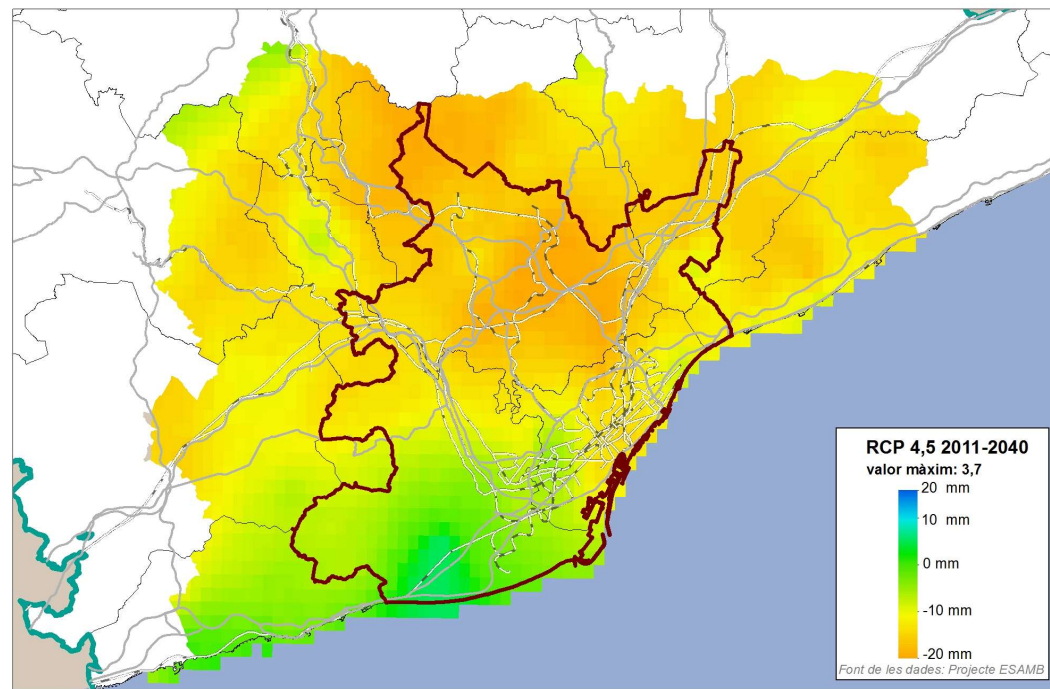 RCP 4,5 2011-2040
valor màxim: 3,7
20 mm
10 mm
0 mm
-10 mm
-20 mm
Font de les dades: Projecte ESAMB